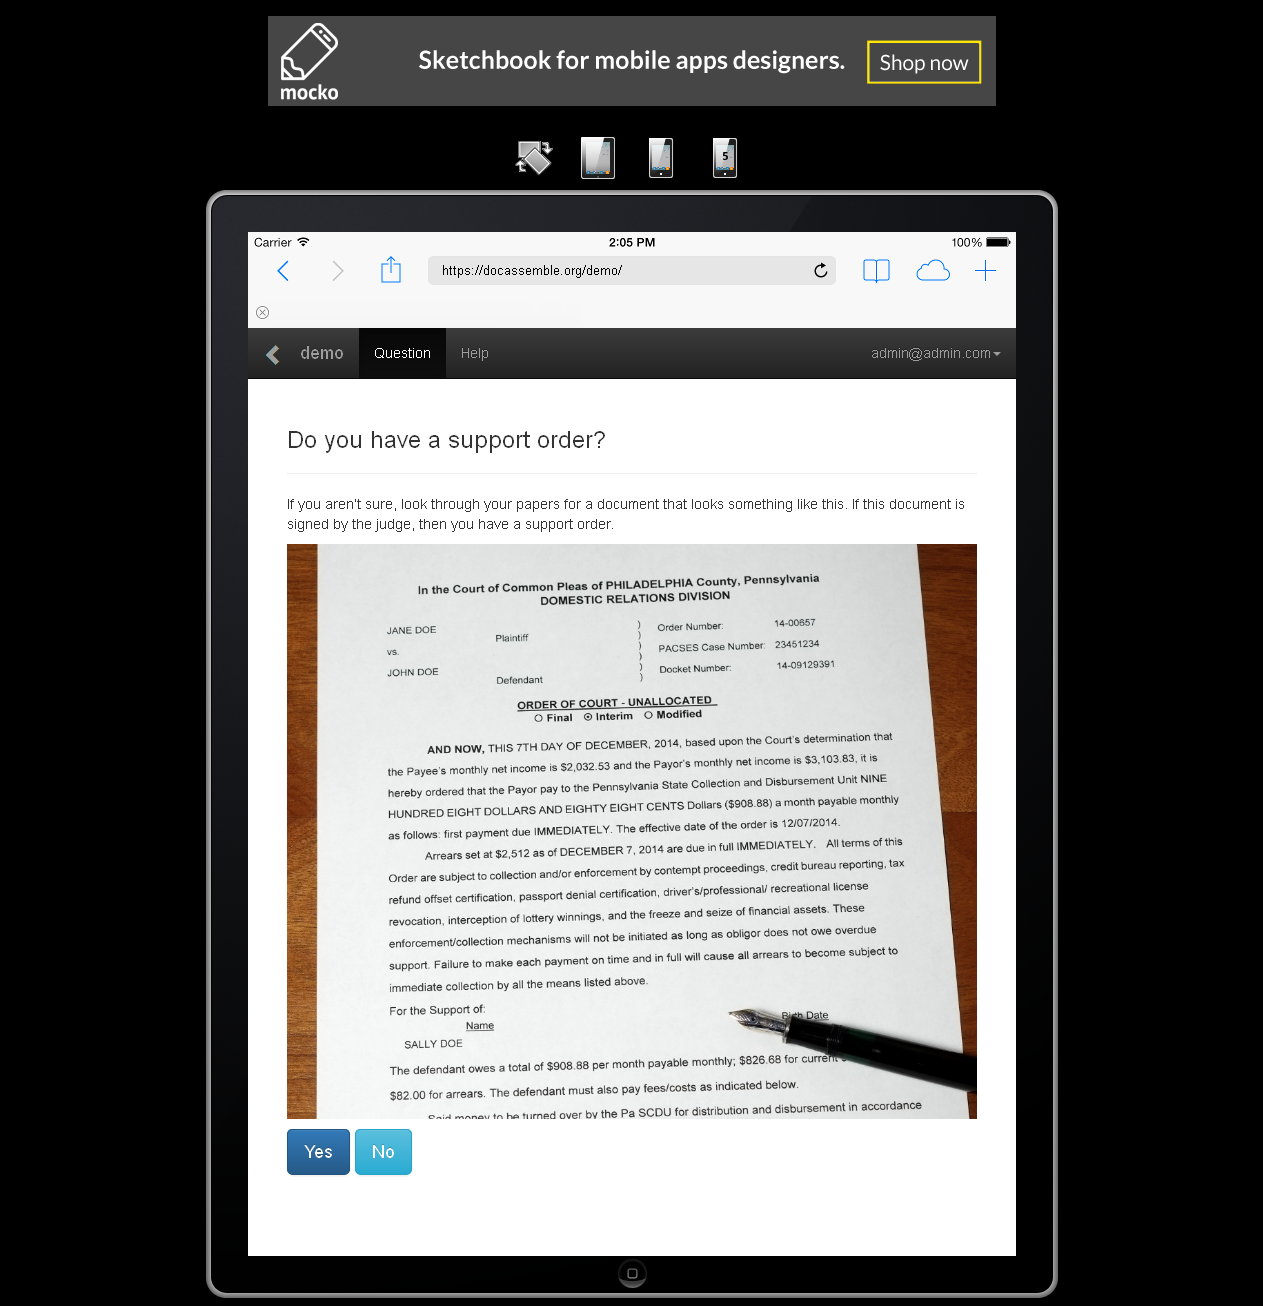 mocko
Sketchbook for mobile apps designers.
Shop now
5
Carrier
2:05 PM
100%
https://docassemble.org/demo/
demo
Question
Help
admin@admin.com
Do you have a support order?
If you aren't sure, look through your papers for a document that looks something like this. If this document is
signed by the judge, then you have a support order.
In the Court of Common Pleas of PHILADELPHIA County, Pennsylvania
DOMESTIC RELATIONS DIVISION
JANE DOE
Plaintiff
vs.
JOHN DOE
Defendant
) Order Number: 14-00657
)
) PACSES Case Number: 23451234
)
) Docket Number: 14-09129391
)
ORDER OF COURT - UNALLOCATED
Final Interim Modified
AND NOW, THIS 7TH DAY OF DECEMBER, 2014, based upon the Court's determination that
the Payee's monthly net income is $2,032.53 and the Payor's monthly net income is $3,103.83, it is
hereby ordered that the Payor pay to the Pennsylvania State Collection and Disbursement Unit NINE
HUNDRED EIGHT DOLLARS AND EIGHTY EIGHT CENTS Dollars ($908.88) a month payable monthly
as follows: first payment due IMMEDIATELY. The effective date of the order is 12/07/2014.
Arrears set at $2,512 as of DECEMBER 7, 2014 are due in full IMMEDIATELY. All terms of this
Order are subject to collection and/or enforcement by contempt proceedings, credit bureau reporting, tax
refund offset certification, passport denial certification, driver's/professional/ recreational license
revocation, interception of lottery winnings, and the freeze and seize of financial assets. These
enforcement/collection mechanisms will not be initiated as long as obligor does not owe overdue
support. Failure to make each payment on time and in full will cause all arrears to become subject to
immediate collection by all the means listed above.
For the Support of:
Name
Birth Date
SALLY DOE
The defendant owes a total of $908.88 per month payable monthly; $826.68 for current
$82.00 for arrears. The defendant must also pay fees/costs as indicated below.
Said money to be turned over by the Pa SCDU for distribution and disbursement in accordance
Yes
No